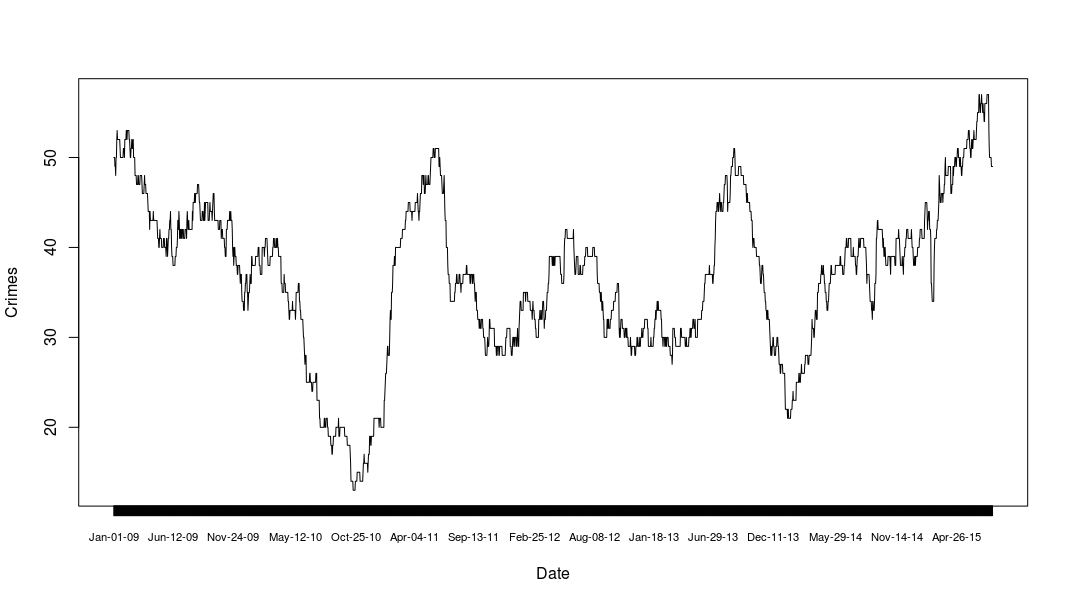 50
40
30
20
Crimes
Jan-01-09 Jun-12-09 Nov-24-09 May-12-10 Oct-25-10 Apr-04-11 Sep-13-11 Feb-25-12 Aug-08-12 Jan-18-13 Jun-29-13 Dec-11-13 May-29-14 Nov-14-14 Apr-26-15
Date